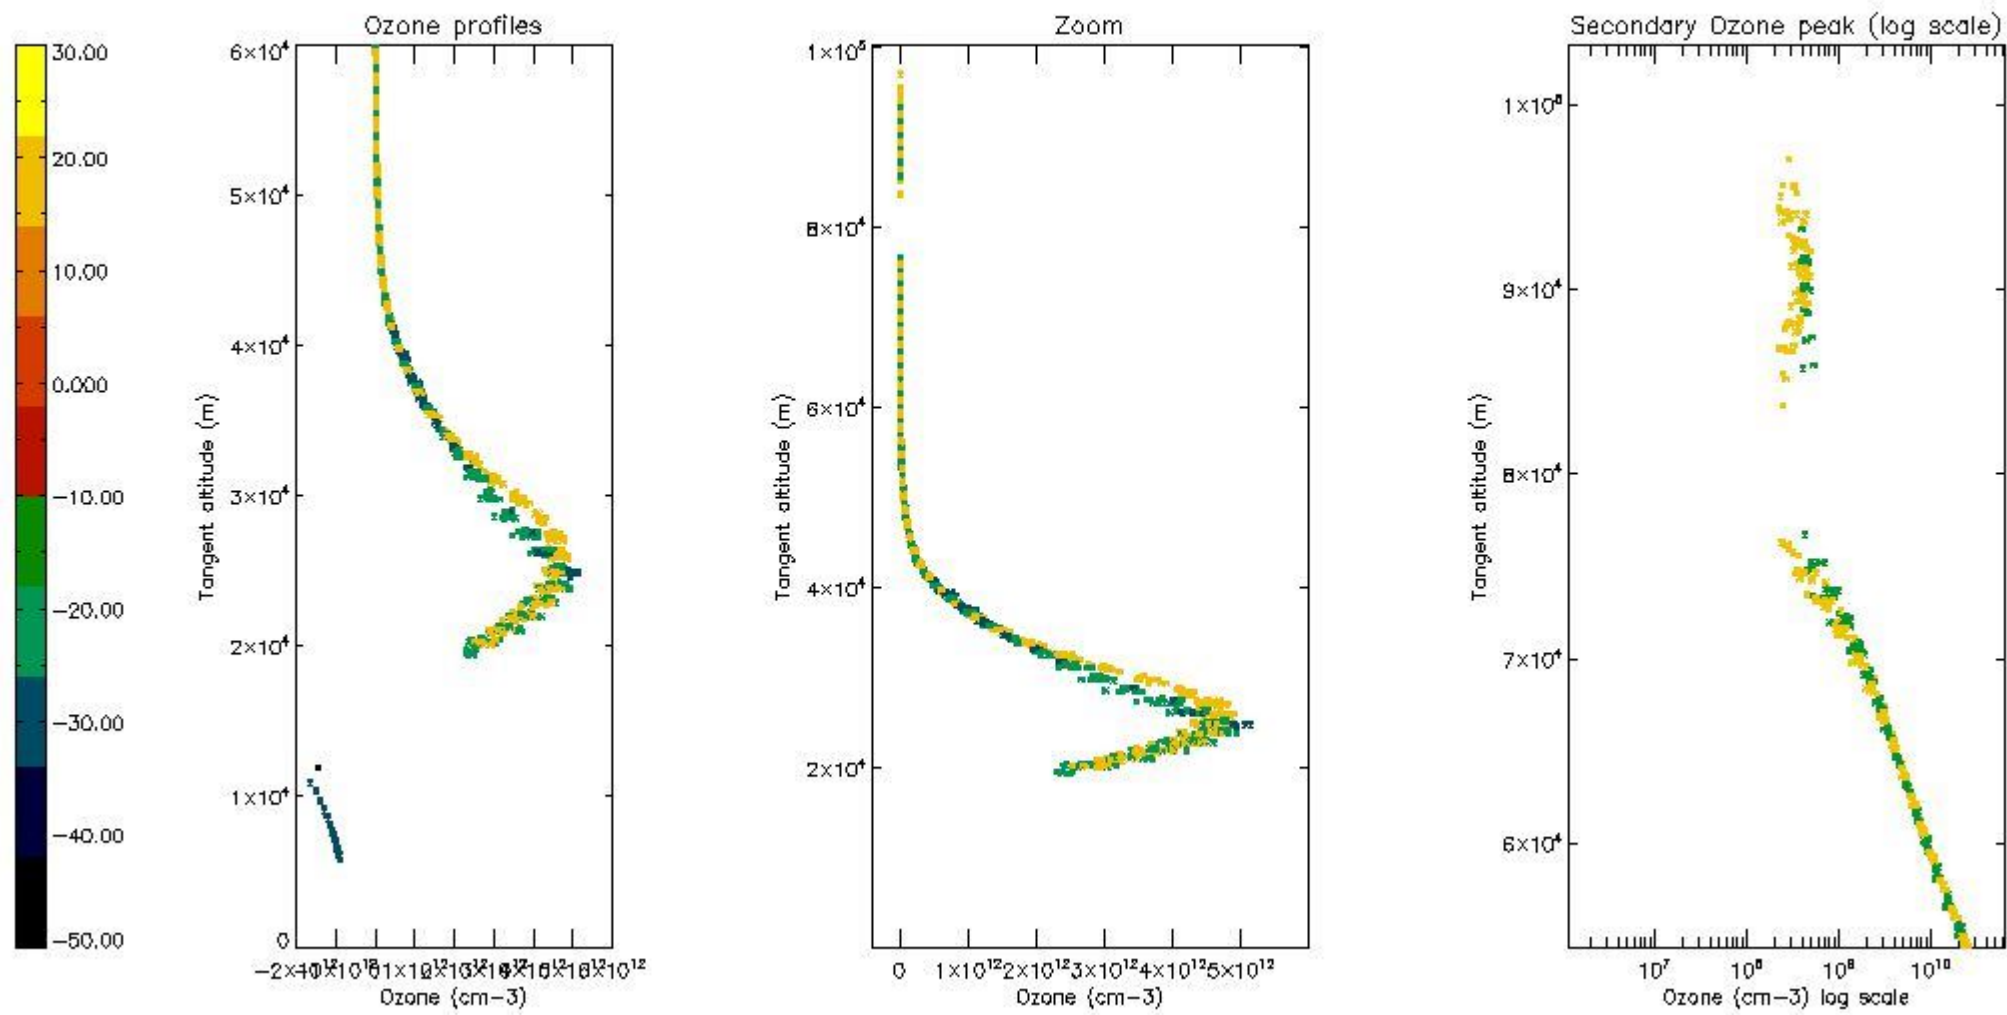 Ozone profiles
Zoom
Secondary Ozone peak (log scale)
30.00
20.00
10.00
0.000
−10.00
−20.00
−30.00
−40.00
−50.00
Tangent altitude (m)
6×10⁴
5×10⁴
4×10⁴
3×10⁴
2×10⁴
1×10⁴
0
Ozone (cm−3)
Tangent altitude (m)
1×10⁵
8×10⁴
6×10⁴
4×10⁴
2×10⁴
0 1×10¹² 2×10¹² 3×10¹² 4×10¹² 5×10¹²
Ozone (cm−3)
Tangent altitude (m)
9×10⁴
8×10⁴
7×10⁴
6×10⁴
10⁷ 10⁸ 10⁹ 10¹⁰
Ozone (cm−3) log scale